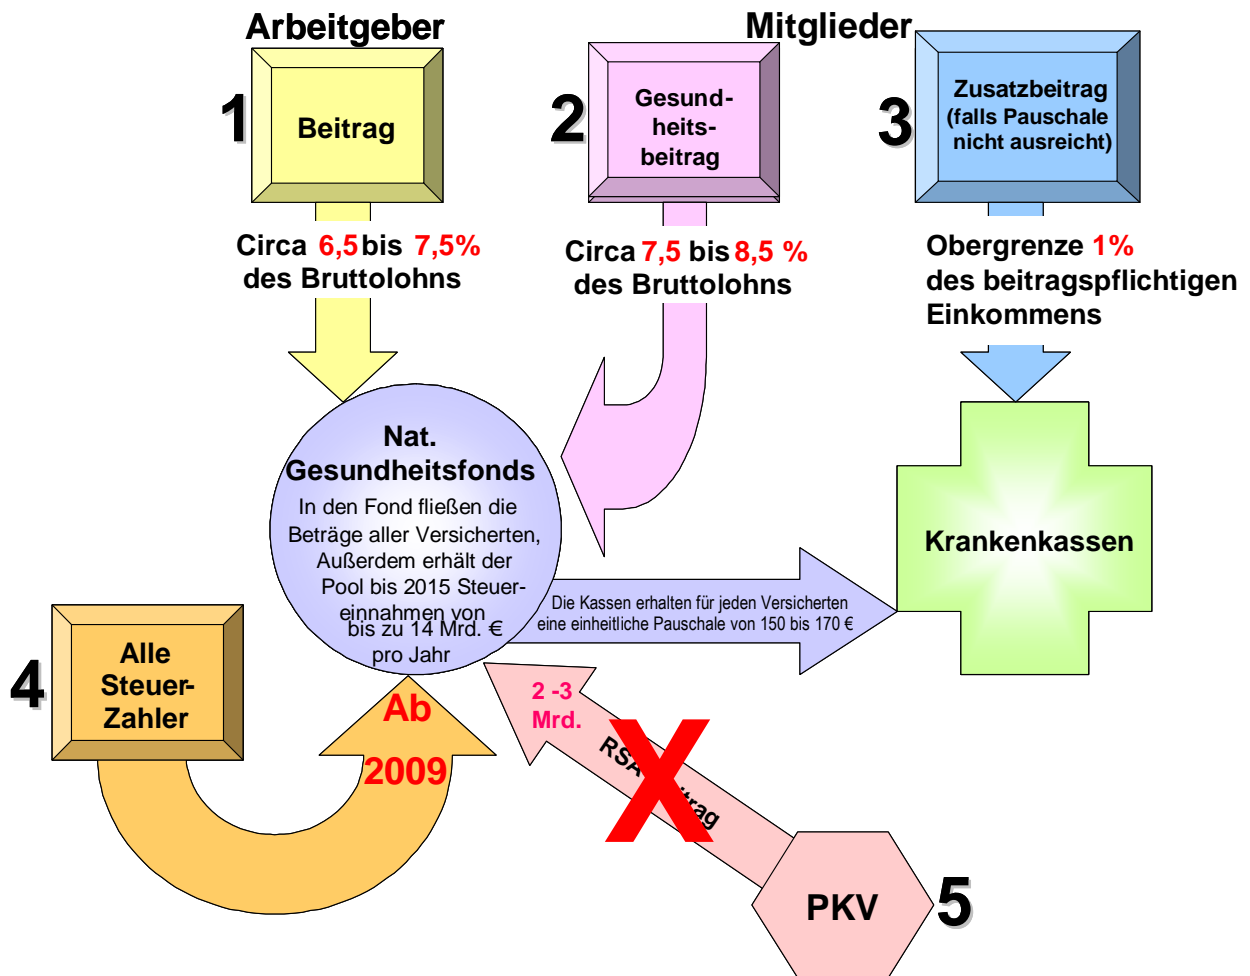 Arbeitgeber
Mitglieder
1
Beitrag
2
Gesund-
heits-
beitrag
3
Zusatzbeitrag
(falls Pauschale
nicht ausreicht)
Circa 6,5 bis 7,5%
des Bruttolohns
Circa 7,5 bis 8,5 %
des Bruttolohns
Obergrenze 1%
des beitragspflichtigen
Einkommens
Nat.
Gesundheitsfonds
In den Fond fließen die
Beträge aller Versicherten,
Außerdem erhält der
Pool bis 2015 Steuer-
einnahmen von
bis zu 14 Mrd. €
pro Jahr
Die Kassen erhalten für jeden Versicherten
eine einheitliche Pauschale von 150 bis 170 €
Krankenkassen
4
Alle
Steuer-
Zahler
Ab
2009
2 -3
Mrd.
RSA
X
PKV
5